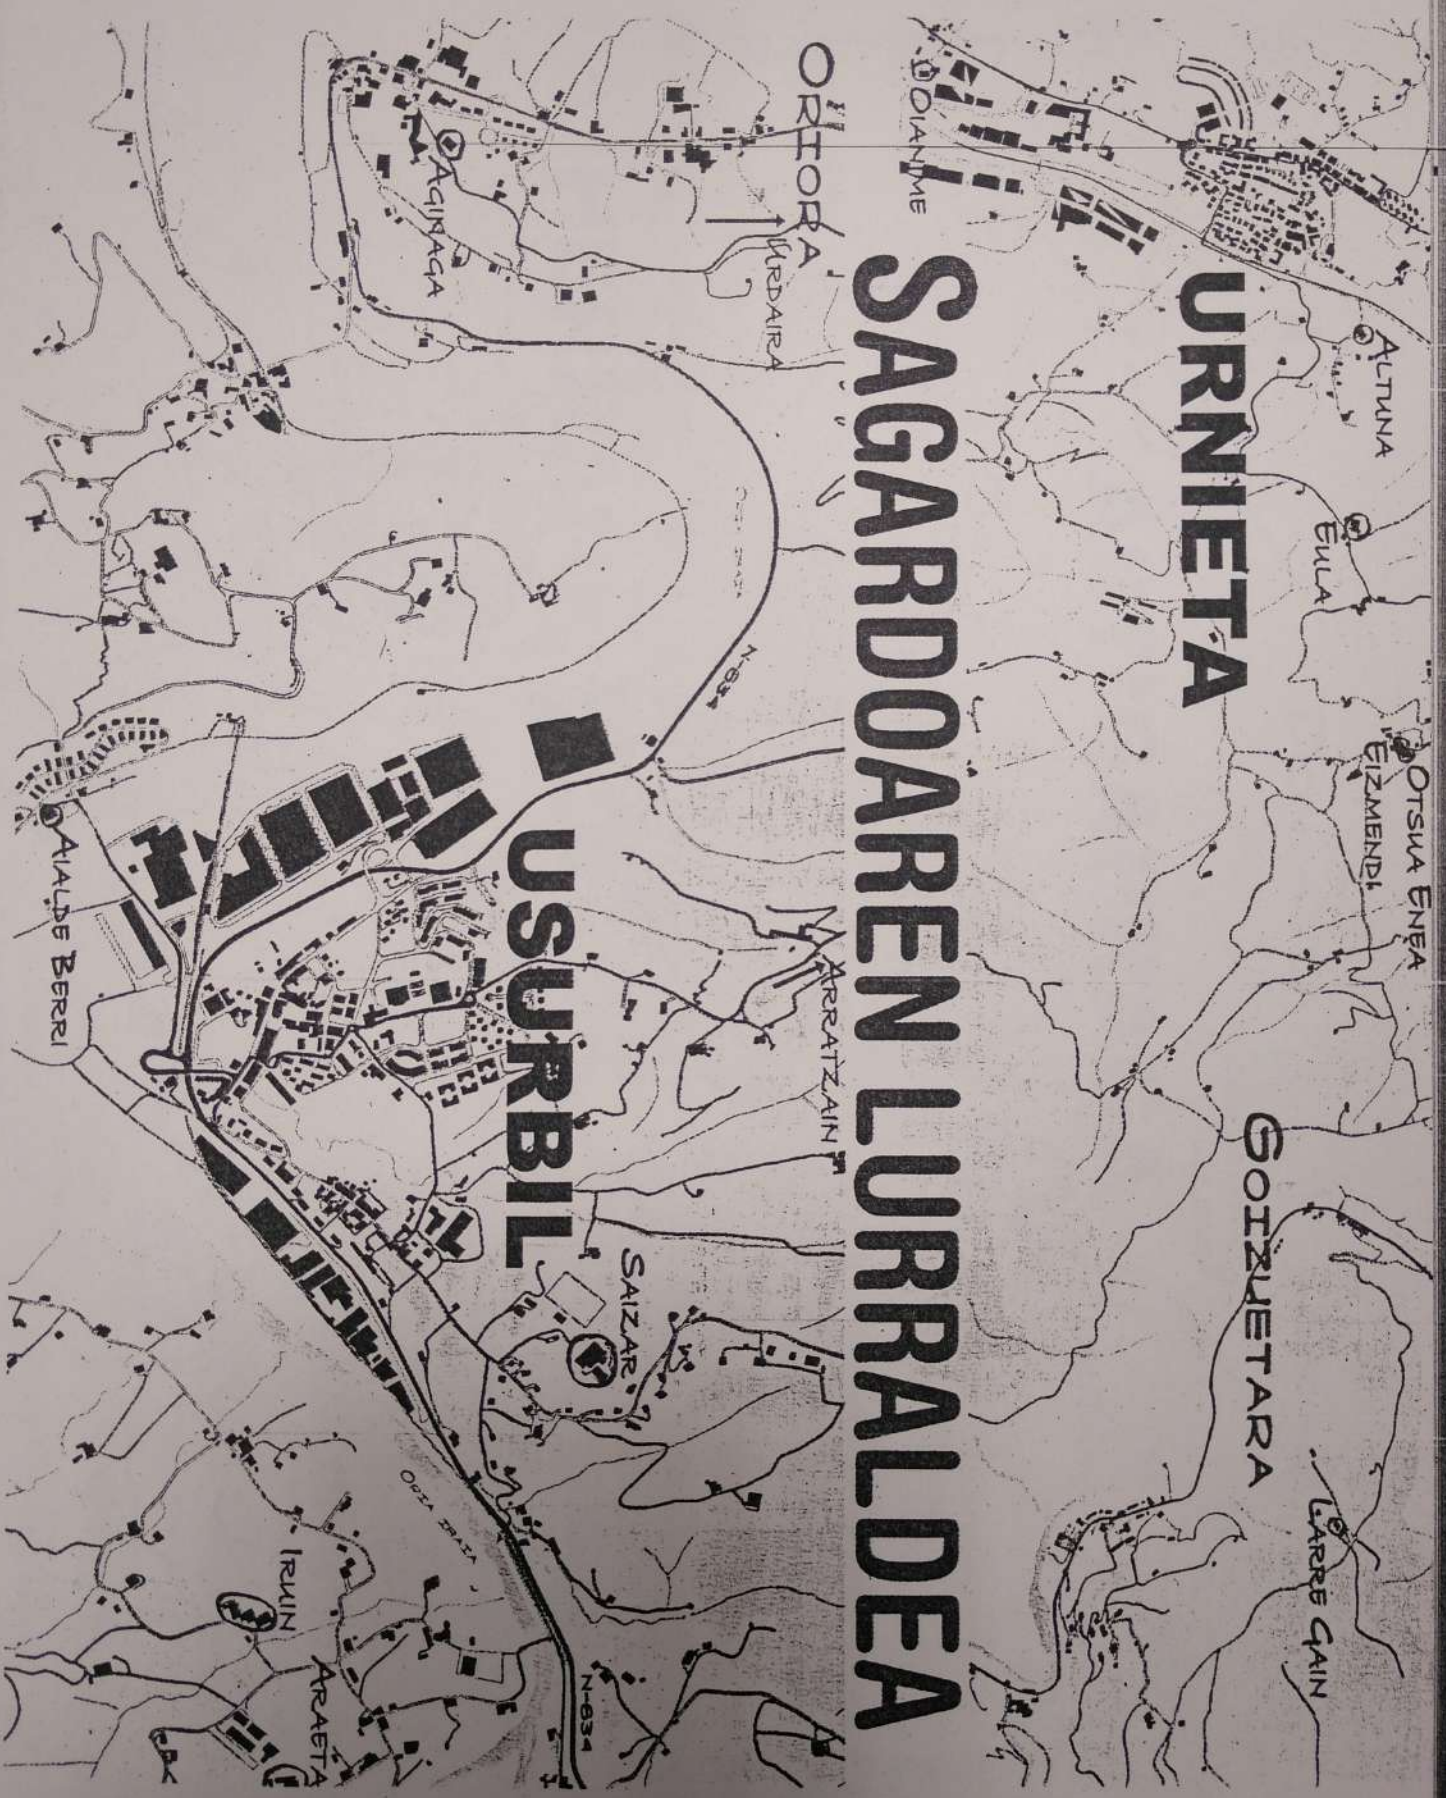 URNIETA
OIANUME
ALTUNA
EULA
OTSUA ENEA
EIZMENDI
GOIZUETARA
LARRE GAIN
SAGARDOAREN LURRALDEA
ORIORA
URDAIRA
AGINAGA
N-634
ARRATZAIN
USURBIL
SAIZAR
AIALDE BERRI
ORIA IBAIA
IRUIN
ARAETA
N-634